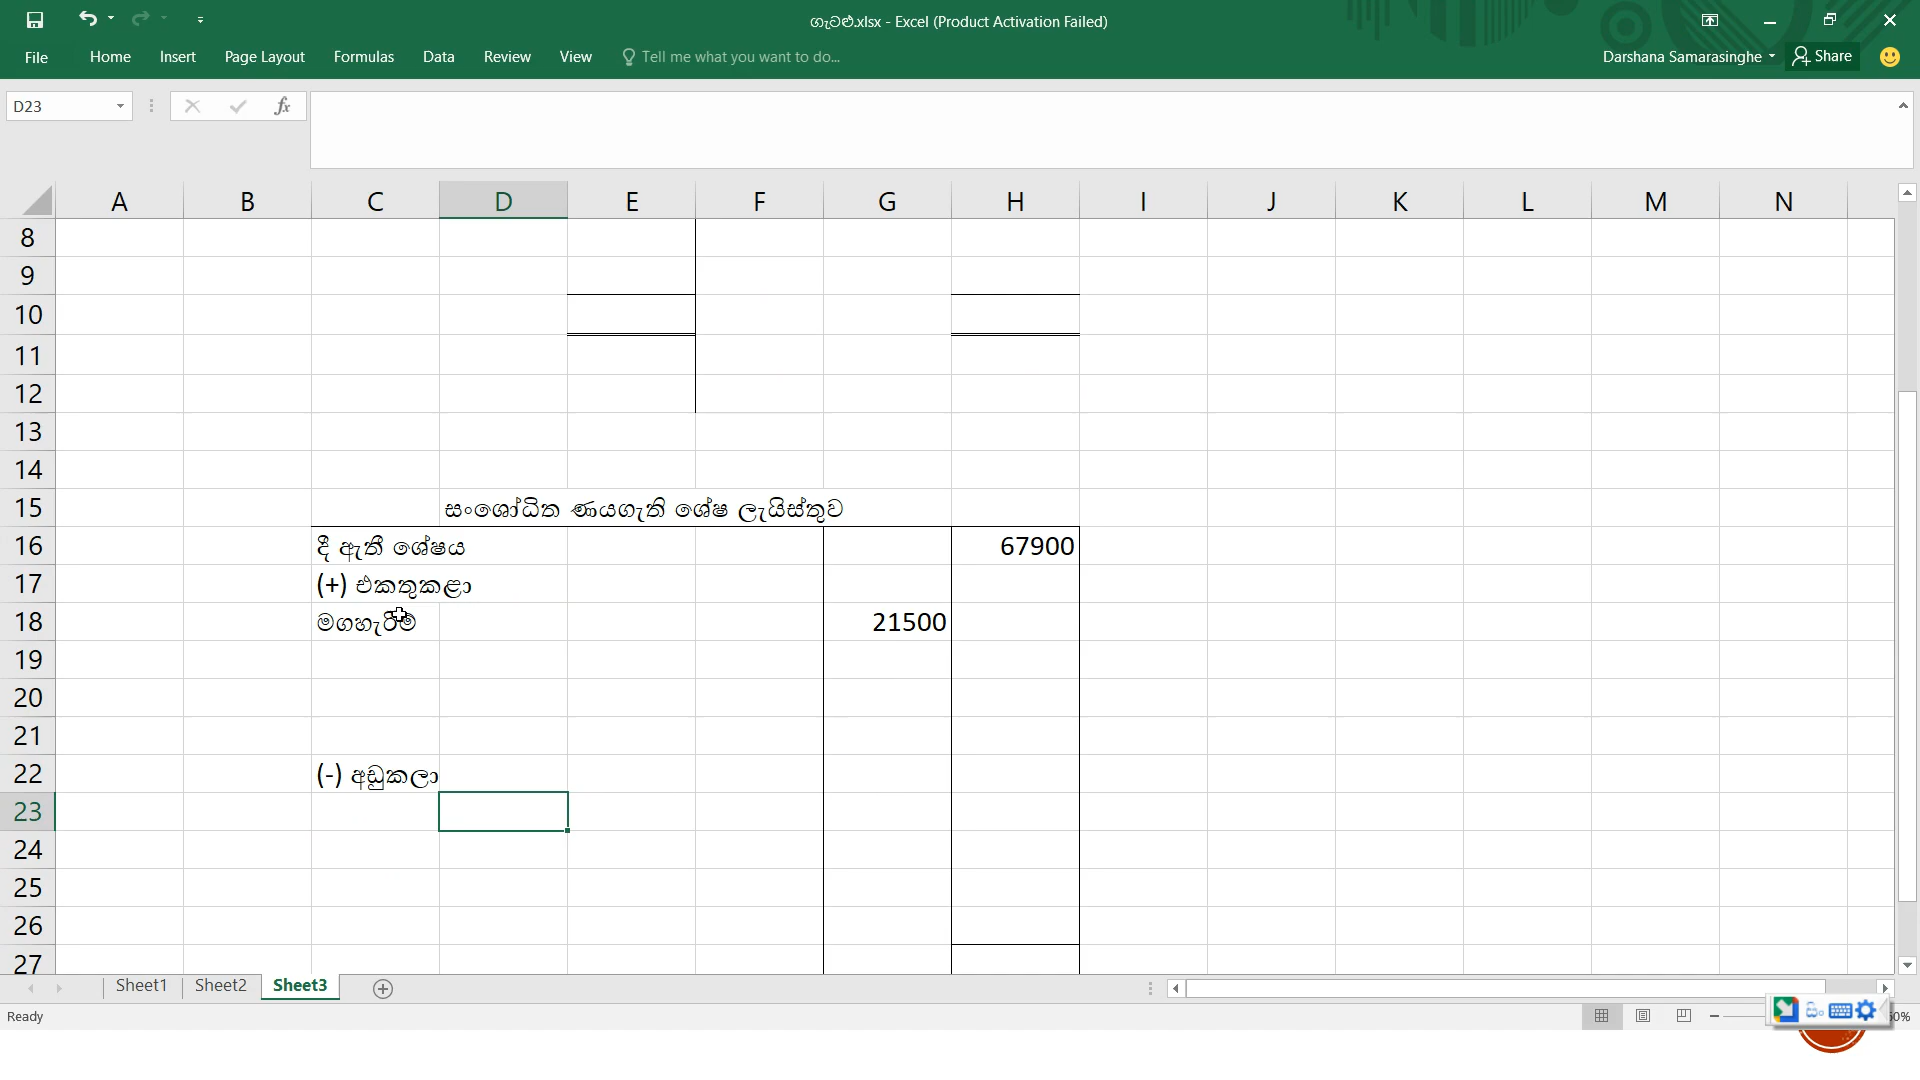 ගැටළු.xlsx - Excel (Product Activation Failed)
File Home Insert Page Layout Formulas Data Review View Tell me what you want to do... Darshana Samarasinghe Share
D23 fx
A B C D E F G H I J K L M N
8
9
10
11
12
13
14
15 සංශෝධිත ණයගැති ශේෂ ලැයිස්තුව
16 දී ඇතී ශේෂය 67900
17 (+) එකතුකළා
18 මගහැරීම් 21500
19
20
21
22 (-) අඩුකලා
23
24
25
26
27
Sheet1 Sheet2 Sheet3
Ready